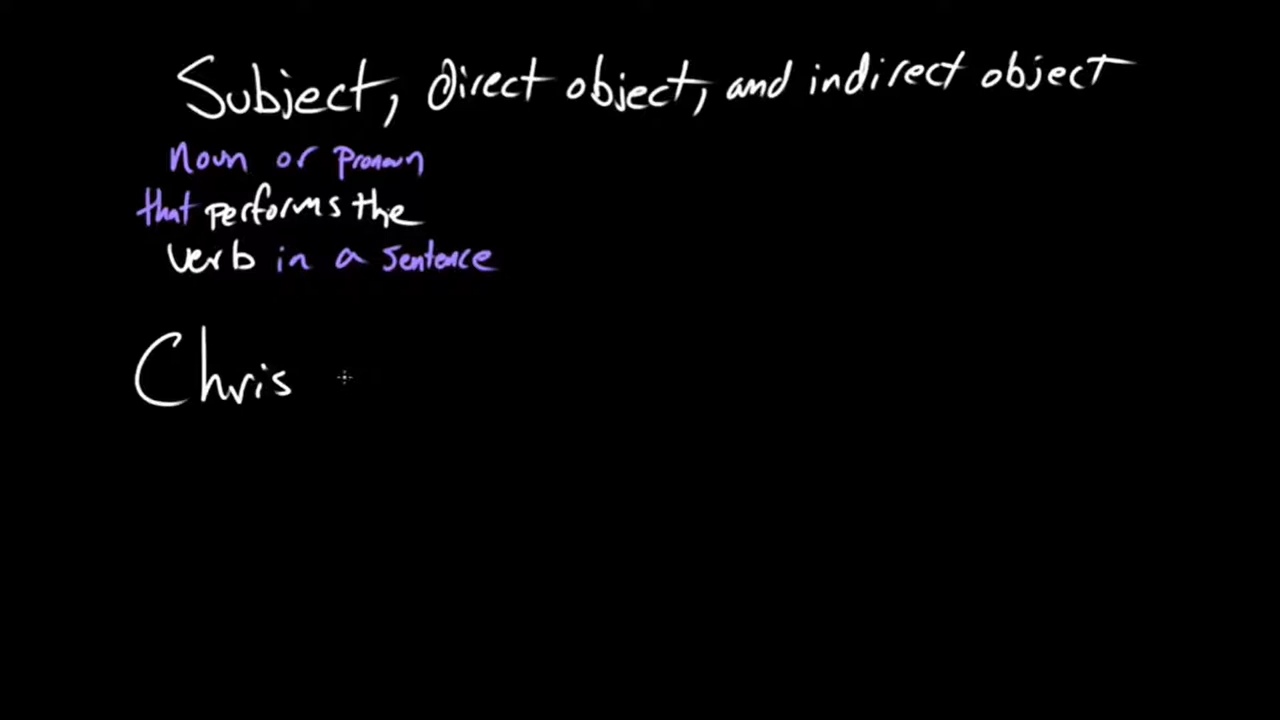 Subject, direct object, and indirect object
noun or pronoun
that performs the
verb in a sentence
Chris